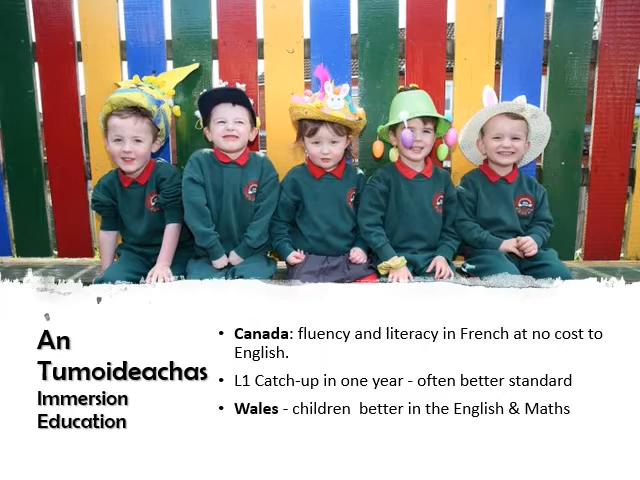 An
Tumoideachas
Immersion
Education
• Canada: fluency and literacy in French at no cost to
English.
• L1 Catch-up in one year - often better standard
• Wales - children  better in the English & Maths